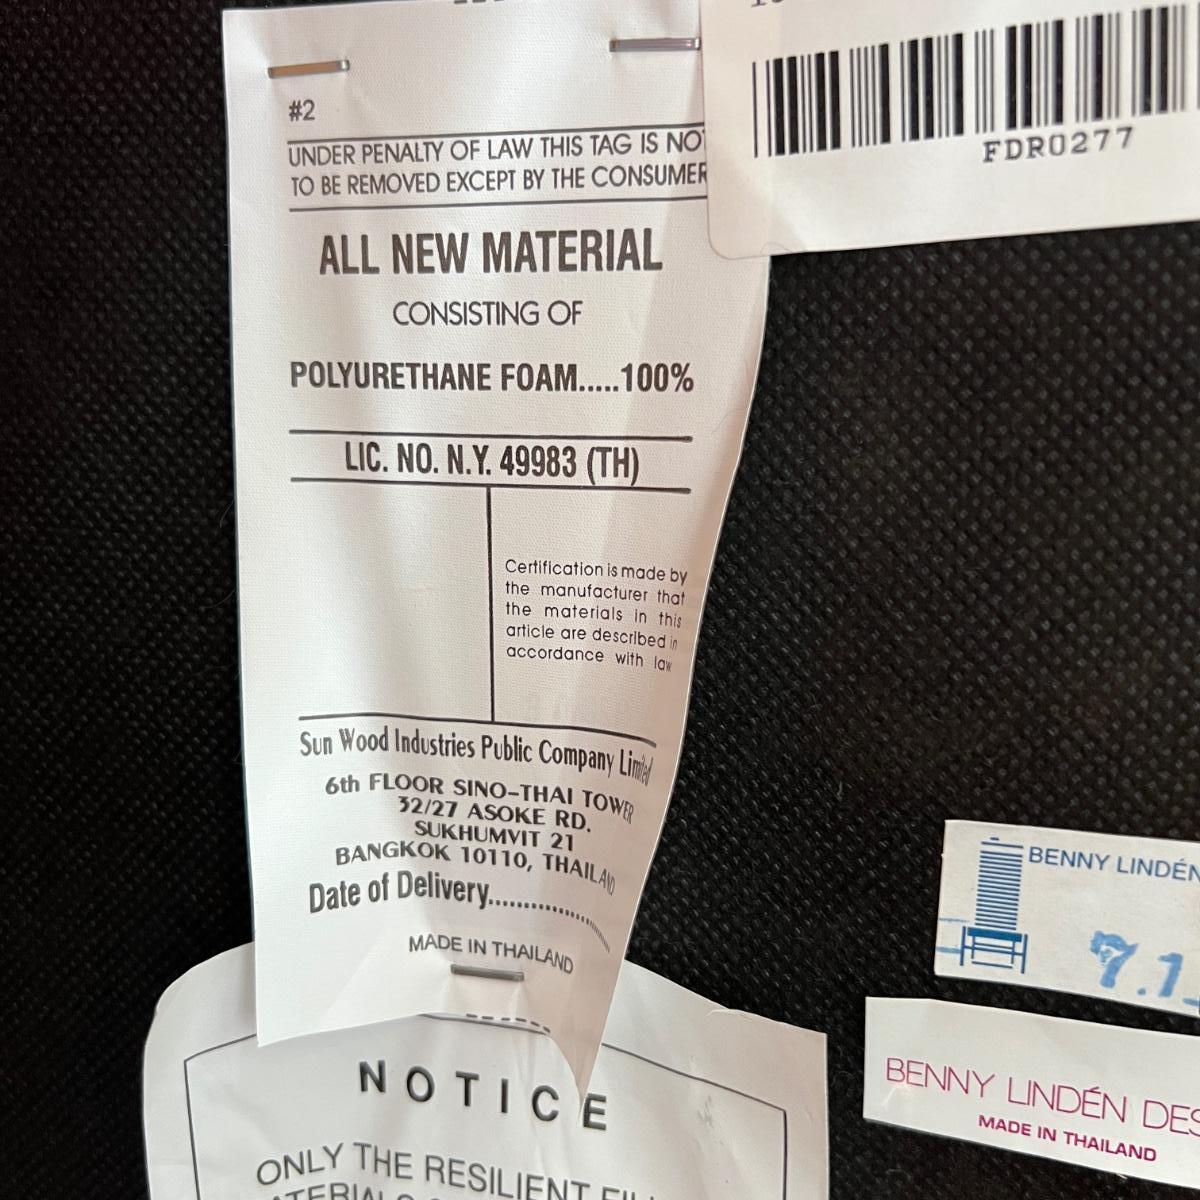 #2
UNDER PENALTY OF LAW THIS TAG IS NOT
TO BE REMOVED EXCEPT BY THE CONSUMER
ALL NEW MATERIAL
CONSISTING OF
POLYURETHANE FOAM.....100%
LIC. NO. N.Y. 49983 (TH)
Certification is made by
the manufacturer that
the materials in this
article are described in
accordance with law
Sun Wood Industries Public Company Limited
6th FLOOR SINO-THAI TOWER
32/27 ASOKE RD.
SUKHUMVIT 21
BANGKOK 10110, THAILAND
Date of Delivery....................
MADE IN THAILAND
FDR0277
BENNY LINDÉN
7.1
BENNY LINDÉN DES
MADE IN THAILAND
NOTICE
ONLY THE RESILIENT FIL